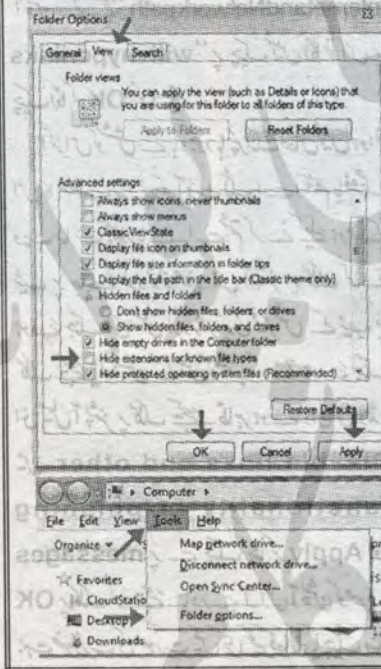 Folder Options
23
General View Search
Folder views
You can apply the view (such as Details or Icons) that
you are using for this folder to all folders of this type.
Apply to Folders Reset Folders
Advanced settings
Always show icons, never thumbnails
Always show menus
Classic View State
Display file icon on thumbnails
Display file size information in folder tips
Display the full path in the title bar (Classic theme only)
Hidden files and folders
Don't show hidden files, folders, or drives
Show hidden files, folders, and drives
Hide empty drives in the Computer folder
Hide extensions for known file types
Hide protected operating system files (Recommended)
Restore Defaults
OK Cancel Apply
Computer
File Edit View Tools Help
Organize
Map network drive...
Disconnect network drive...
Open Sync Center...
Folder options...
Favorites
CloudStatio
Desktop
Downloads